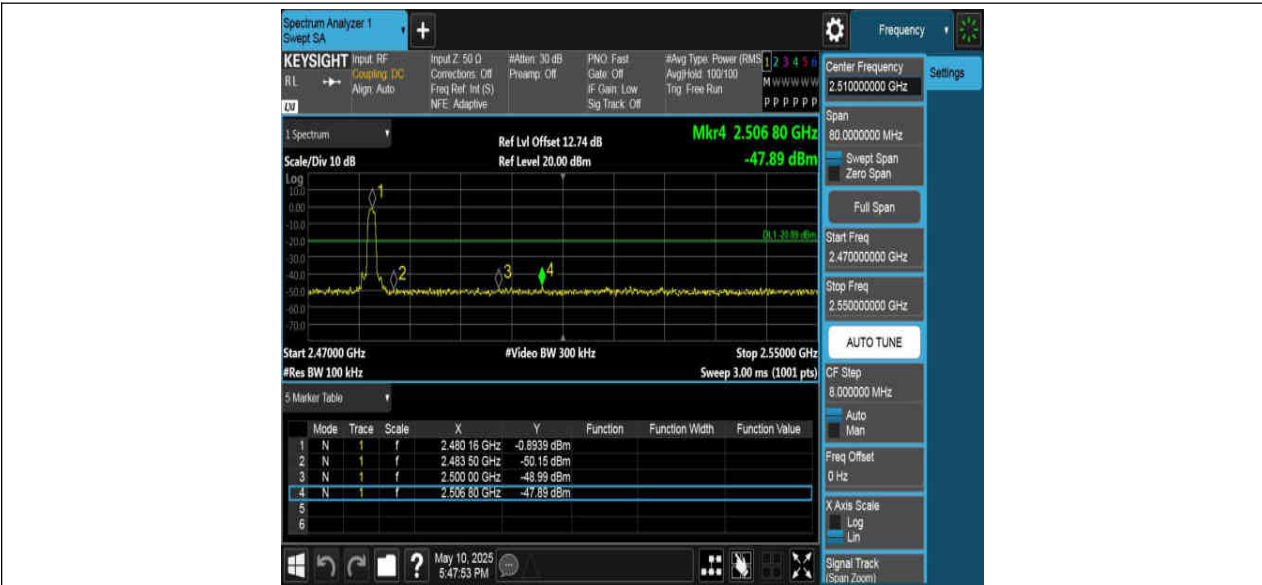 Spectrum Analyzer 1
Swept SA
+
Frequency
KEYSIGHT
RL
LXI
Input: RF
Coupling: DC
Align: Auto
Input Z: 50 Ω
Corrections: Off
Freq Ref: Int (S)
NFE: Adaptive
#Atten: 30 dB
Preamp: Off
PNO: Fast
Gate: Off
IF Gain: Low
Sig Track: Off
#Avg Type: Power (RMS
Avg|Hold: 100/100
Trig: Free Run
1 2 3 4 5 6
M W W W W W
P P P P P P
Center Frequency
2.510000000 GHz
Settings
Span
80.0000000 MHz
Swept Span
Zero Span
Full Span
Start Freq
2.470000000 GHz
Stop Freq
2.550000000 GHz
AUTO TUNE
CF Step
8.000000 MHz
Auto
Man
Freq Offset
0 Hz
X Axis Scale
Log
Lin
Signal Track
(Span Zoom)
1 Spectrum
Ref Lvl Offset 12.74 dB
Mkr4 2.506 80 GHz
Scale/Div 10 dB
Ref Level 20.00 dBm
-47.89 dBm
Log
10.0
0.00
-10.0
-20.0
-30.0
-40.0
-50.0
-60.0
-70.0
1
2
3
4
DL1 -20.89 dBm
Start 2.47000 GHz
#Video BW 300 kHz
Stop 2.55000 GHz
#Res BW 100 kHz
Sweep 3.00 ms (1001 pts)
5 Marker Table
Mode Trace Scale X Y Function Function Width Function Value
1 N 1 f 2.480 16 GHz -0.8939 dBm
2 N 1 f 2.483 50 GHz -50.15 dBm
3 N 1 f 2.500 00 GHz -48.99 dBm
4 N 1 f 2.506 80 GHz -47.89 dBm
5
6
?
May 10, 2025
5:47:53 PM